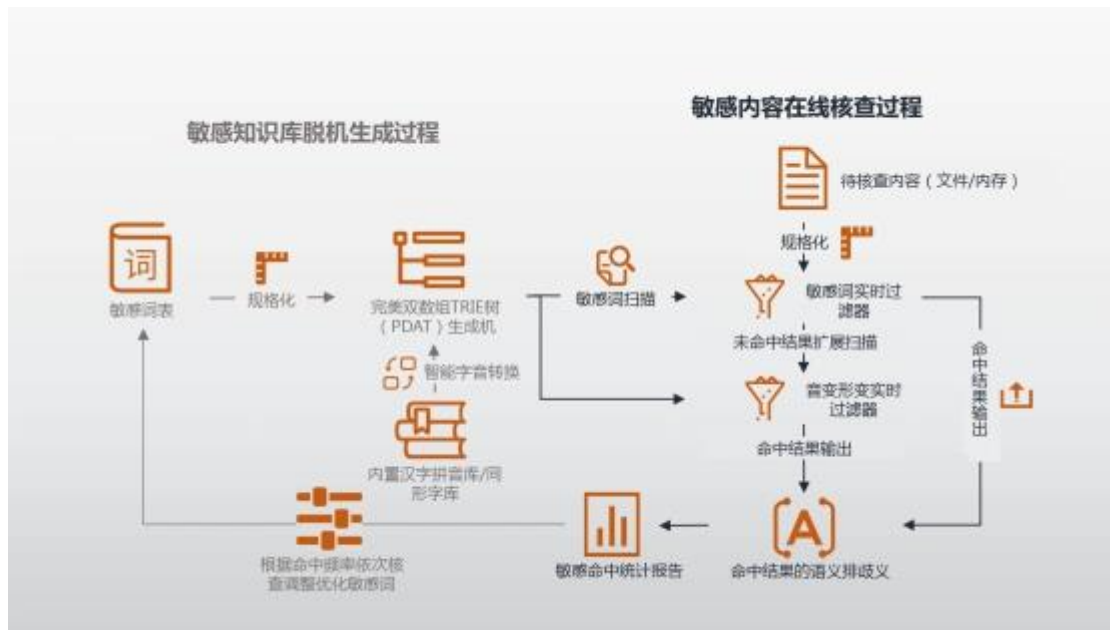 敏感内容在线核查过程
敏感知识库脱机生成过程
待核查内容（文件/内存）
规格化
词
敏感词表
规格化
完美双数组TRIE树
（PDAT）生成机
敏感词扫描
敏感词实时过
滤器
未命中结果扩展扫描
命中结果输出
智能字音转换
音变形变实时
过滤器
内置汉字拼音库/同
形字库
命中结果输出
A
根据命中频率依次核
查调整优化敏感词
敏感命中统计报告
命中结果的语义排歧义